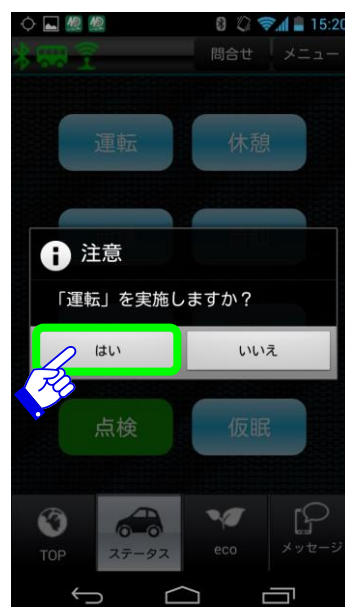 15:20
問合せ メニュー
運転 休憩
注意
「運転」を実施しますか？
はい いいえ
点検 仮眠
TOP ステータス eco メッセージ